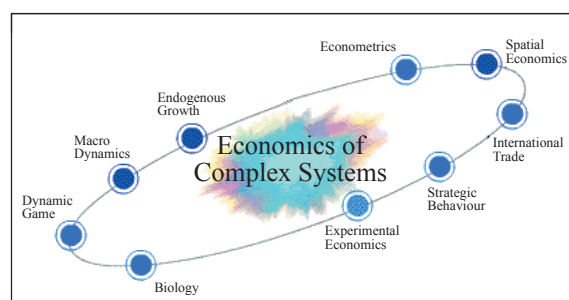 Econometrics
Spatial
Economics
Endogenous
Growth
Economics of
Complex Systems
International
Trade
Macro
Dynamics
Strategic
Behaviour
Dynamic
Game
Experimental
Economics
Biology